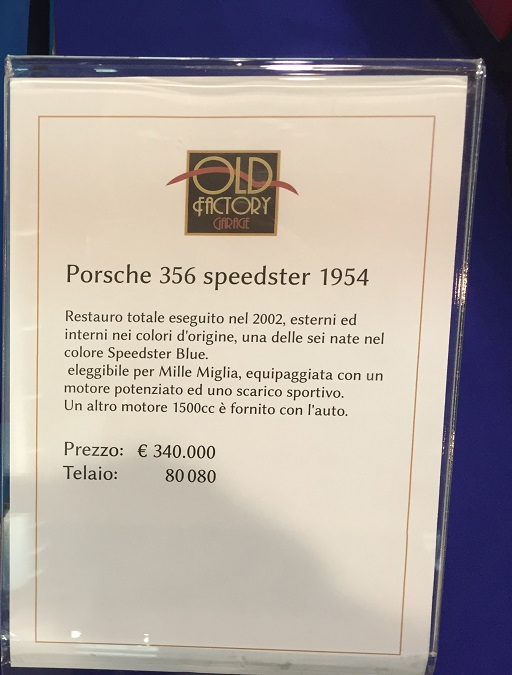 OLD
FACTORY
GARAGE
Porsche 356 speedster 1954
Restauro totale eseguito nel 2002, esterni ed
interni nei colori d'origine, una delle sei nate nel
colore Speedster Blue.
eleggibile per Mille Miglia, equipaggiata con un
motore potenziato ed uno scarico sportivo.
Un altro motore 1500cc è fornito con l'auto.
Prezzo: € 340.000
Telaio: 80080